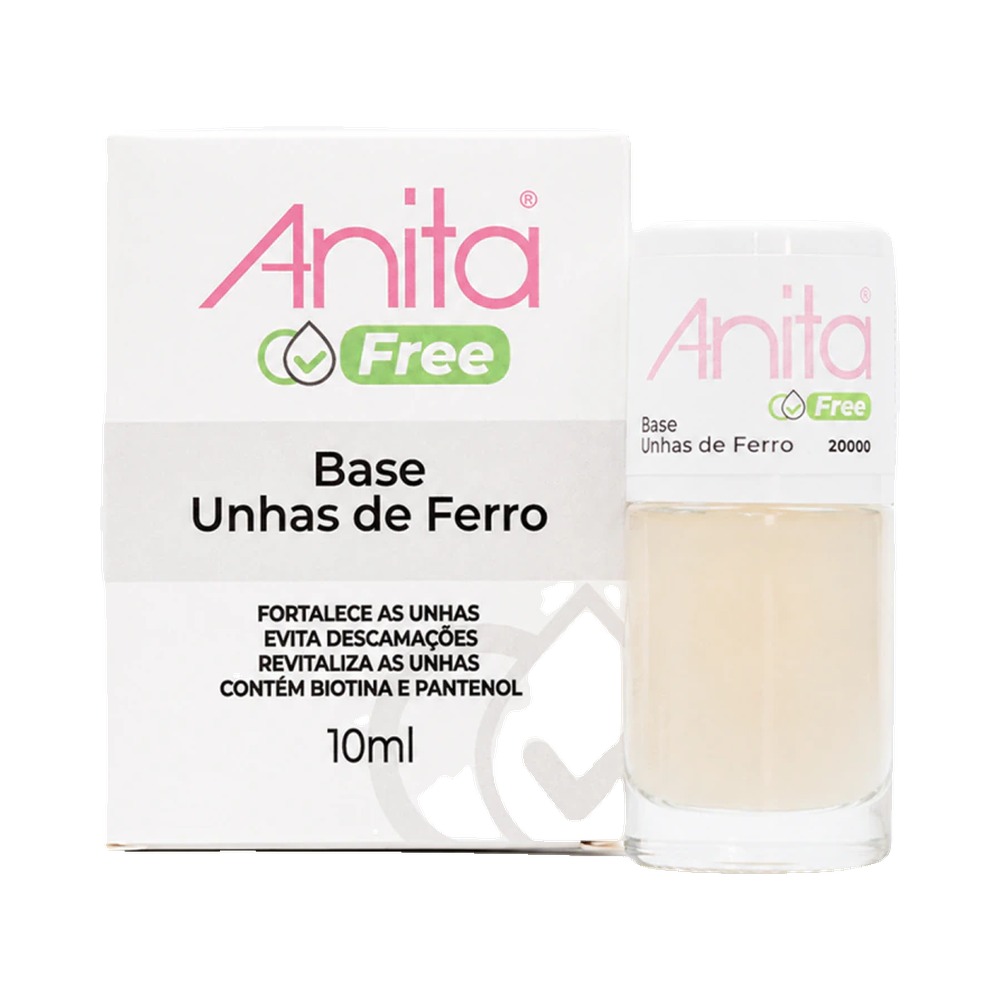 Anita®
Free
Base
Unhas de Ferro
FORTALECE AS UNHAS
EVITA DESCAMAÇÕES
REVITALIZA AS UNHAS
CONTÉM BIOTINA E PANTENOL
10ml
Anita®
Free
Base
Unhas de Ferro 20000